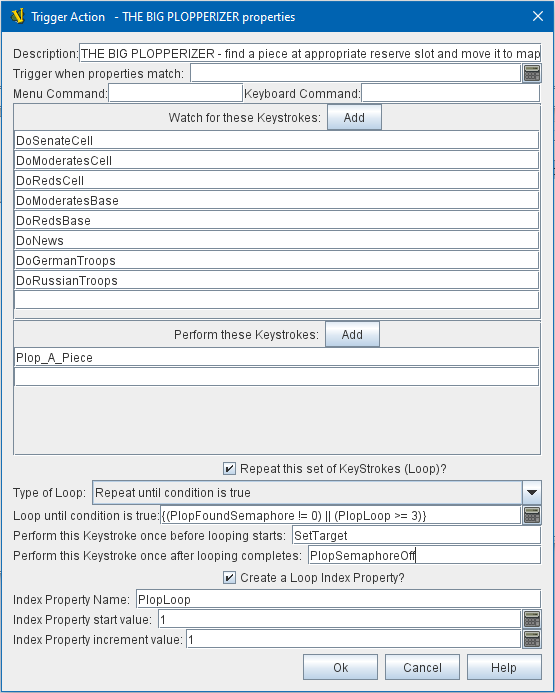 Trigger Action - THE BIG PLOPPERIZER properties
Description: THE BIG PLOPPERIZER - find a piece at appropriate reserve slot and move it to map
Trigger when properties match:
Menu Command: Keyboard Command:
Watch for these Keystrokes: Add
DoSenateCell
DoModeratesCell
DoRedsCell
DoModeratesBase
DoRedsBase
DoNews
DoGermanTroops
DoRussianTroops
Perform these Keystrokes: Add
Plop_A_Piece
Repeat this set of KeyStrokes (Loop)?
Type of Loop: Repeat until condition is true
Loop until condition is true: {(PlopFoundSemaphore != 0) || (PlopLoop >= 3)}
Perform this Keystroke once before looping starts: SetTarget
Perform this Keystroke once after looping completes: PlopSemaphoreOff
Create a Loop Index Property?
Index Property Name: PlopLoop
Index Property start value: 1
Index Property increment value: 1
Ok Cancel Help